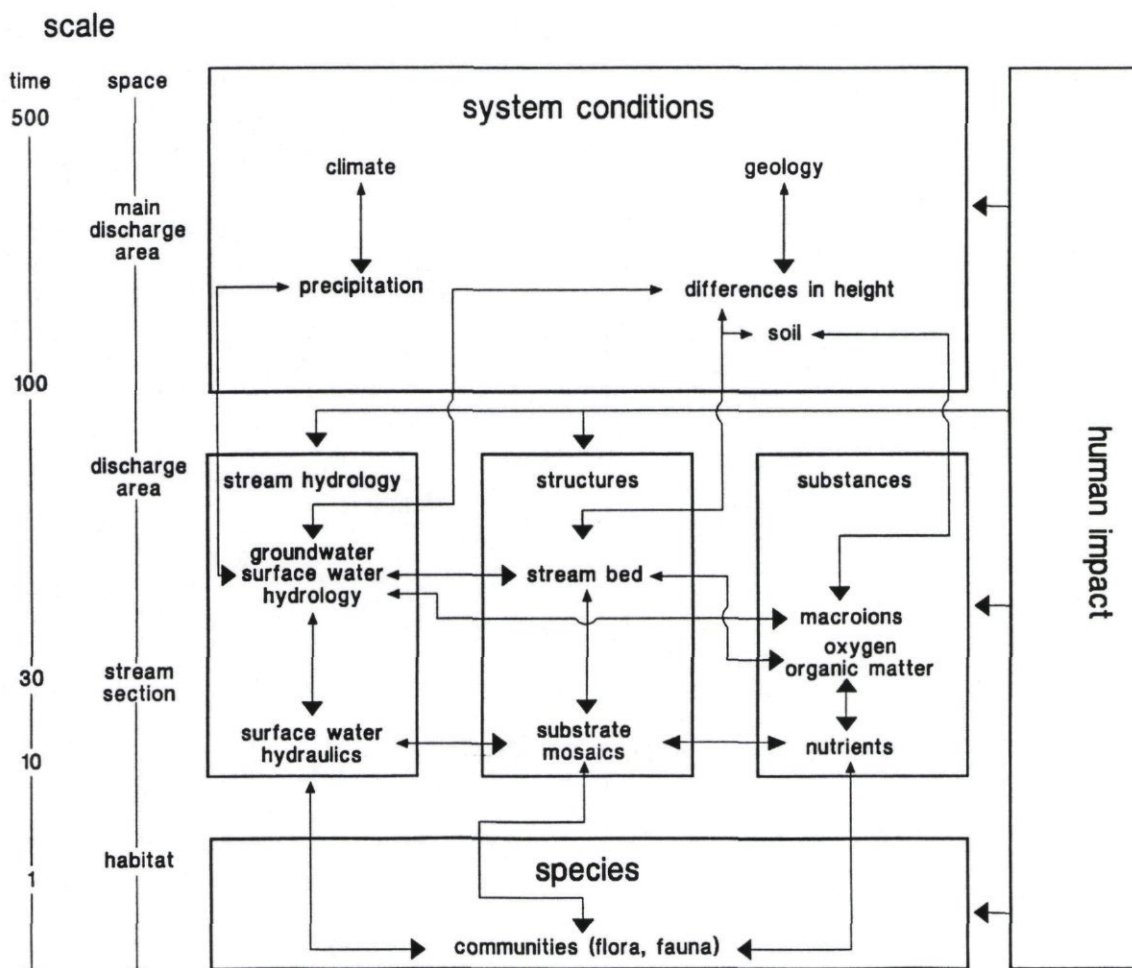 scale
time
space
500
100
30
10
1
main
discharge
area
discharge
area
stream
section
habitat
system conditions
climate
geology
precipitation
differences in height
soil
stream hydrology
groundwater
surface water
hydrology
surface water
hydraulics
structures
stream bed
substrate
mosaics
substances
macroions
oxygen
organic matter
nutrients
species
communities (flora, fauna)
human impact